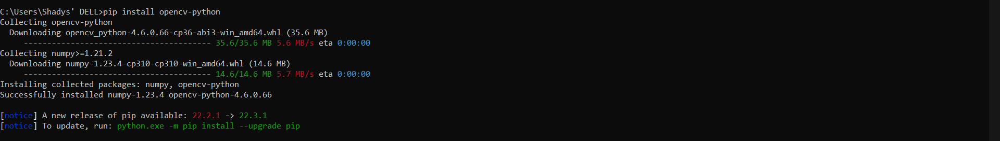 C:\Users\Shadys' DELL>pip install opencv-python
Collecting opencv-python
  Downloading opencv_python-4.6.0.66-cp36-abi3-win_amd64.whl (35.6 MB)
     ---------------------------------------- 35.6/35.6 MB 5.6 MB/s eta 0:00:00
Collecting numpy>=1.21.2
  Downloading numpy-1.23.4-cp310-cp310-win_amd64.whl (14.6 MB)
     ---------------------------------------- 14.6/14.6 MB 5.7 MB/s eta 0:00:00
Installing collected packages: numpy, opencv-python
Successfully installed numpy-1.23.4 opencv-python-4.6.0.66

[notice] A new release of pip available: 22.2.1 -> 22.3.1
[notice] To update, run: python.exe -m pip install --upgrade pip